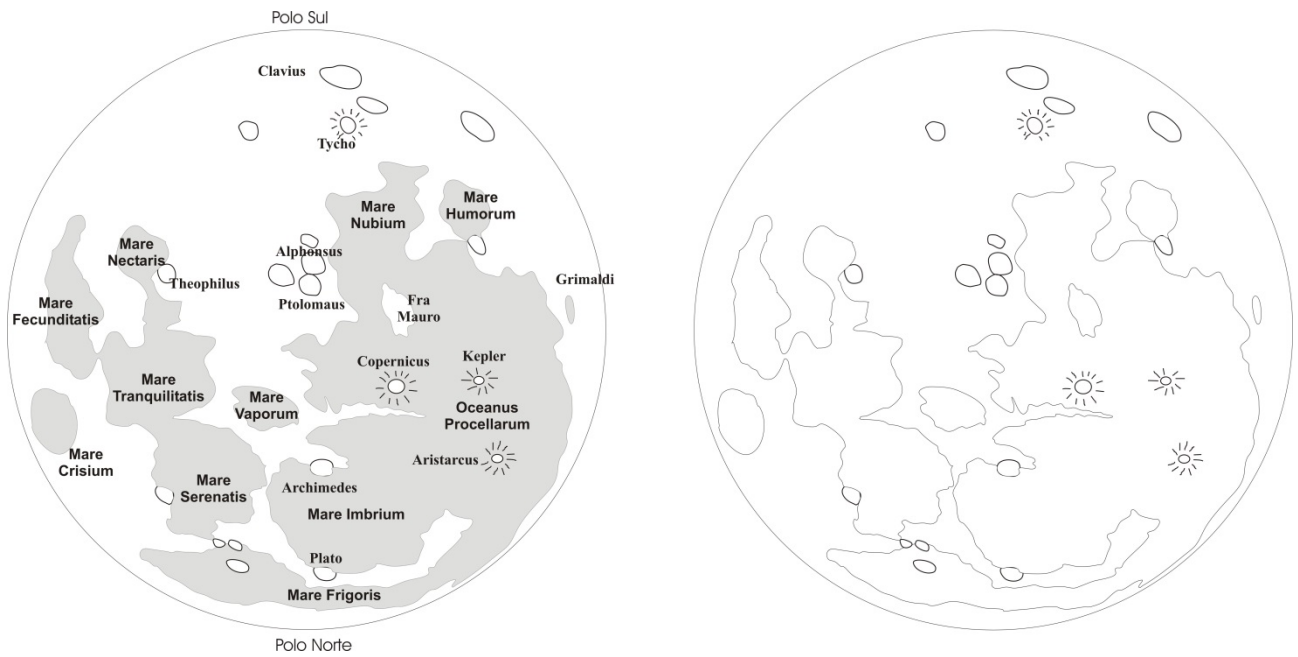 Polo Sul
Clavius
Tycho
Mare
Nubium
Mare
Humorum
Mare
Nectaris
Alphonsus
Theophilus
Grimaldi
Mare
Fecunditatis
Ptolomaus
Fra
Mauro
Copernicus
Kepler
Mare
Tranquilitatis
Mare
Vaporum
Oceanus
Procellarum
Mare
Crisium
Aristarcus
Mare
Serenatis
Archimedes
Mare Imbrium
Plato
Mare Frigoris
Polo Norte